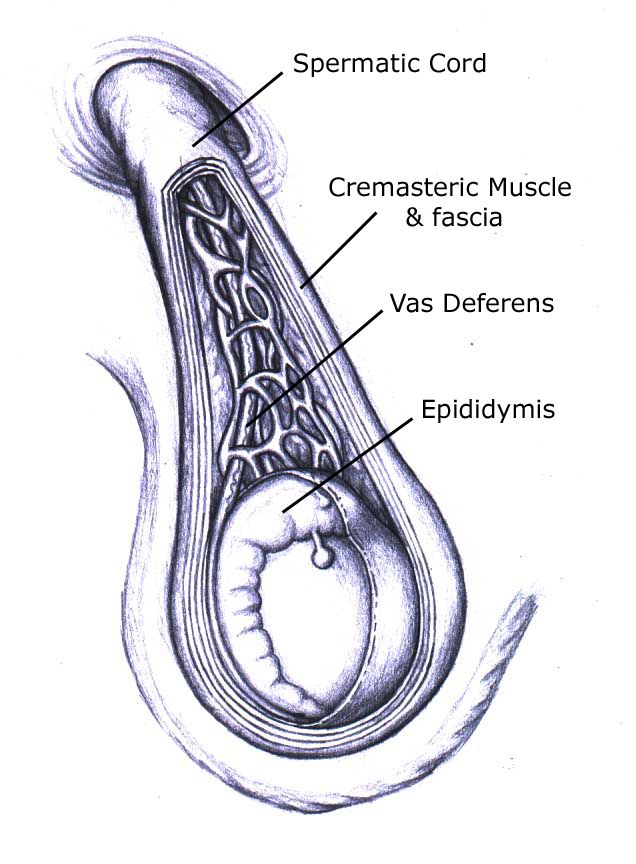 Spermatic Cord
Cremasteric Muscle
& fascia
Vas Deferens
Epididymis